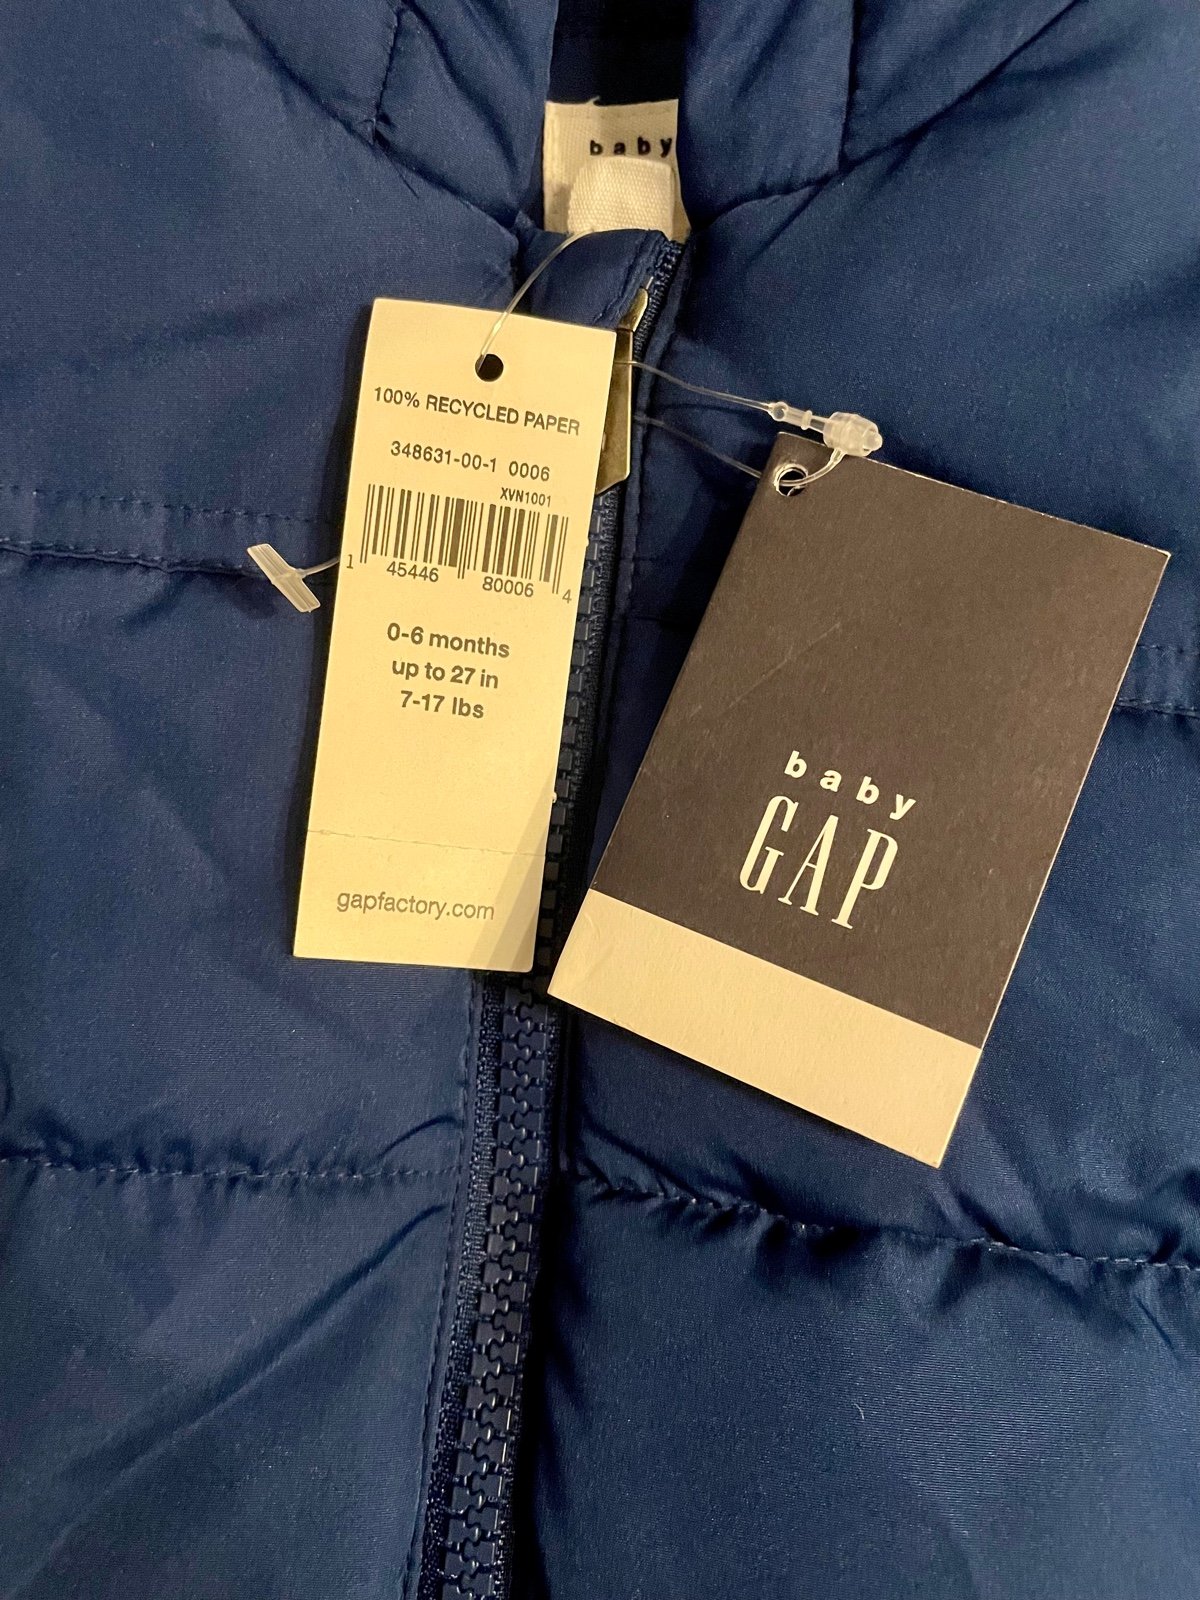 baby
100% RECYCLED PAPER
348631-00-1 0006
XVN1001
1 45446 80006 4
0-6 months
up to 27 in
7-17 lbs
gapfactory.com
baby
GAP